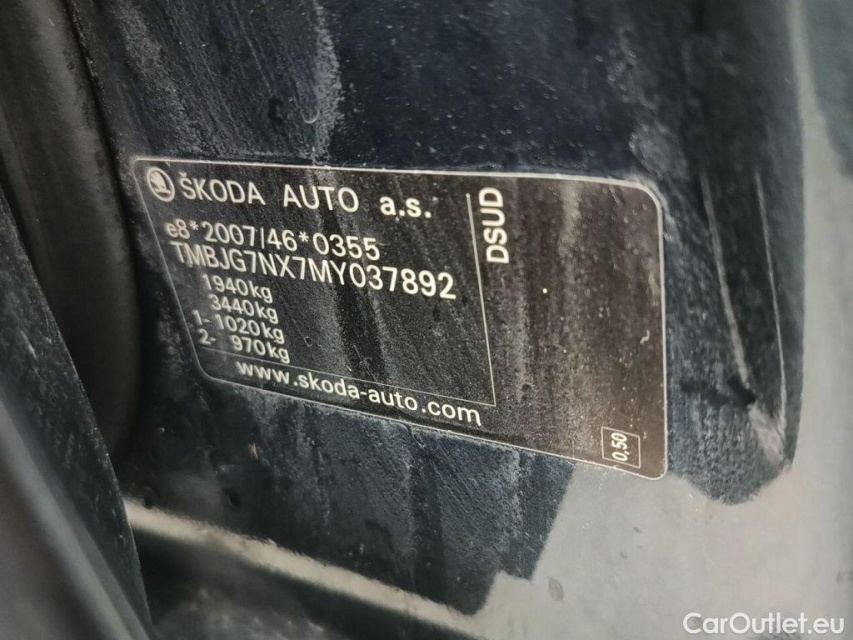 ŠKODA AUTO a.s.
e8*2007/46*0355
TMBJG7NX7MY037892
1940kg
3440kg
1- 1020kg
2- 970kg
www.skoda-auto.com
DSUD
0,50
CarOutlet.eu